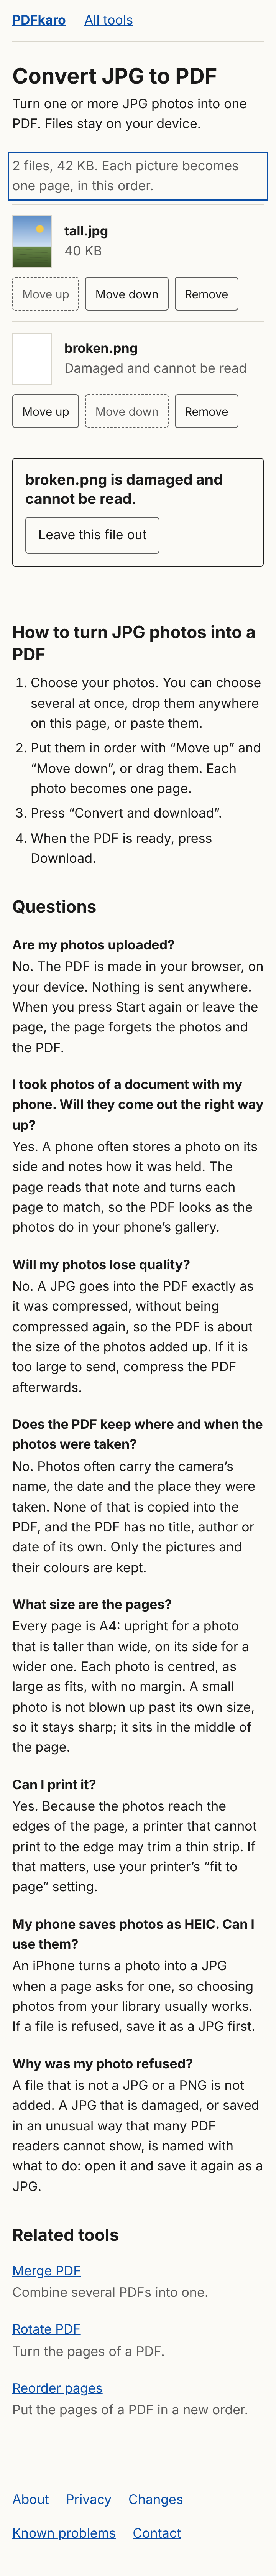 PDFkaro All tools
Convert JPG to PDF
Turn one or more JPG photos into one
PDF. Files stay on your device.
2 files, 42 KB. Each picture becomes
one page, in this order.
tall.jpg
40 KB
Move up Move down Remove
broken.png
Damaged and cannot be read
Move up Move down Remove
broken.png is damaged and
cannot be read.
Leave this file out
How to turn JPG photos into a
PDF
1. Choose your photos. You can choose
several at once, drop them anywhere
on this page, or paste them.
2. Put them in order with “Move up” and
“Move down”, or drag them. Each
photo becomes one page.
3. Press “Convert and download”.
4. When the PDF is ready, press
Download.
Questions
Are my photos uploaded?
No. The PDF is made in your browser, on
your device. Nothing is sent anywhere.
When you press Start again or leave the
page, the page forgets the photos and
the PDF.
I took photos of a document with my
phone. Will they come out the right way
up?
Yes. A phone often stores a photo on its
side and notes how it was held. The
page reads that note and turns each
page to match, so the PDF looks as the
photos do in your phone’s gallery.
Will my photos lose quality?
No. A JPG goes into the PDF exactly as
it was compressed, without being
compressed again, so the PDF is about
the size of the photos added up. If it is
too large to send, compress the PDF
afterwards.
Does the PDF keep where and when the
photos were taken?
No. Photos often carry the camera’s
name, the date and the place they were
taken. None of that is copied into the
PDF, and the PDF has no title, author or
date of its own. Only the pictures and
their colours are kept.
What size are the pages?
Every page is A4: upright for a photo
that is taller than wide, on its side for a
wider one. Each photo is centred, as
large as fits, with no margin. A small
photo is not blown up past its own size,
so it stays sharp; it sits in the middle of
the page.
Can I print it?
Yes. Because the photos reach the
edges of the page, a printer that cannot
print to the edge may trim a thin strip. If
that matters, use your printer’s “fit to
page” setting.
My phone saves photos as HEIC. Can I
use them?
An iPhone turns a photo into a JPG
when a page asks for one, so choosing
photos from your library usually works.
If a file is refused, save it as a JPG first.
Why was my photo refused?
A file that is not a JPG or a PNG is not
added. A JPG that is damaged, or saved
in an unusual way that many PDF
readers cannot show, is named with
what to do: open it and save it again as a
JPG.
Related tools
Merge PDF
Combine several PDFs into one.
Rotate PDF
Turn the pages of a PDF.
Reorder pages
Put the pages of a PDF in a new order.
About Privacy Changes
Known problems Contact